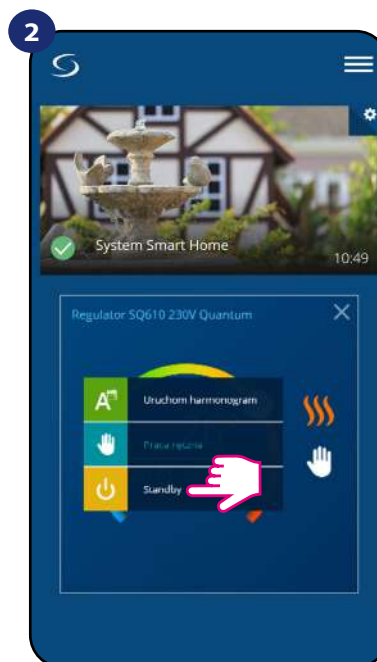 2
System Smart Home
10:49
Regulator SQ610 230V Quantum
A
Uruchom harmonogram
Praca ręczna
Standby